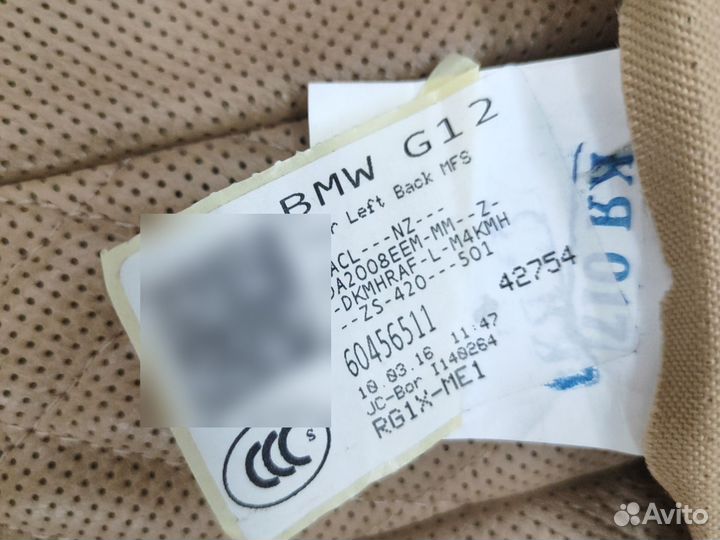 BMW G12
Left Back MFS
ACL---NZ----
DA2008EEM-MM--Z-
-DKMHRAF-L-M4KMH
---ZS-420---501
60456511
42754
10.03.16 11:47
JC-Bor I140264
RG1X-ME1
CCC S
Avito